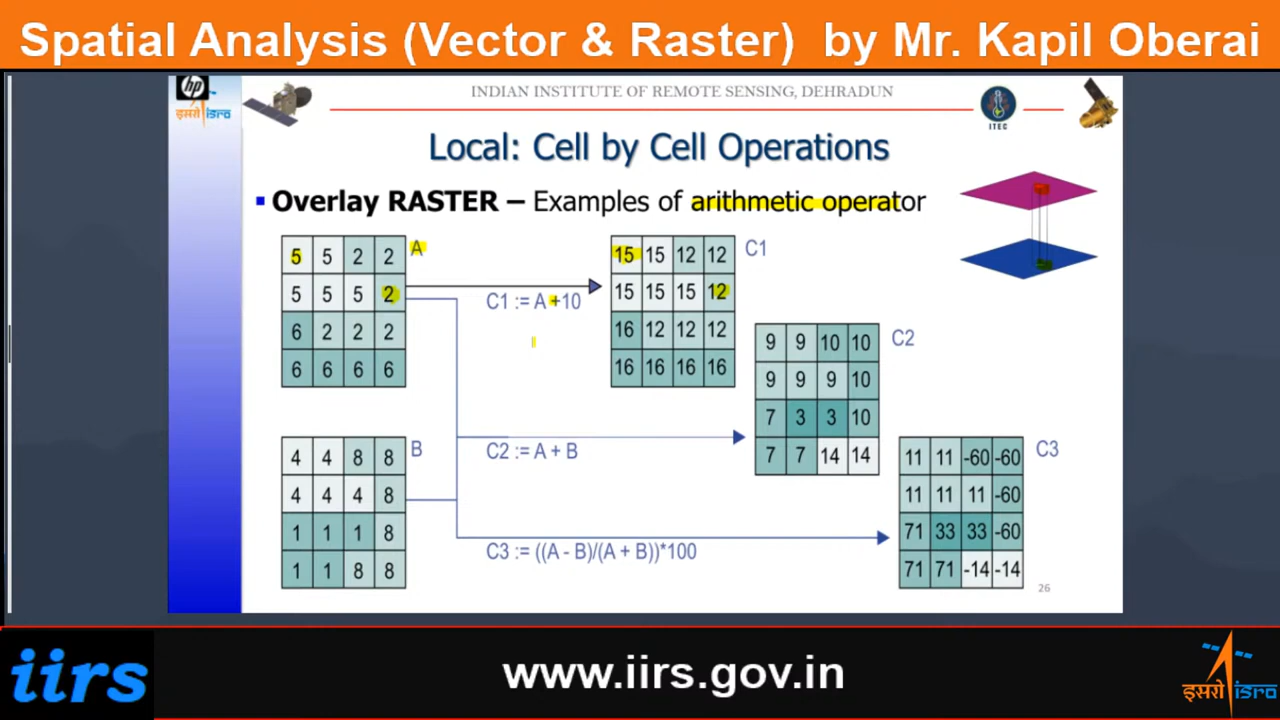 Spatial Analysis (Vector & Raster) by Mr. Kapil Oberai
hp
इसरो isro
INDIAN INSTITUTE OF REMOTE SENSING, DEHRADUN
ITEC
Local: Cell by Cell Operations
Overlay RASTER – Examples of arithmetic operator
A
5 5 2 2
5 5 5 2
6 2 2 2
6 6 6 6
C1 := A +10
C1
15 15 12 12
15 15 15 12
16 12 12 12
16 16 16 16
C2
9 9 10 10
9 9 9 10
7 3 3 10
7 7 14 14
C2 := A + B
B
4 4 8 8
4 4 4 8
1 1 1 8
1 1 8 8
C3
11 11 -60 -60
11 11 11 -60
71 33 33 -60
71 71 -14 -14
C3 := ((A - B)/(A + B))*100
26
iirs
www.iirs.gov.in
इसरो isro